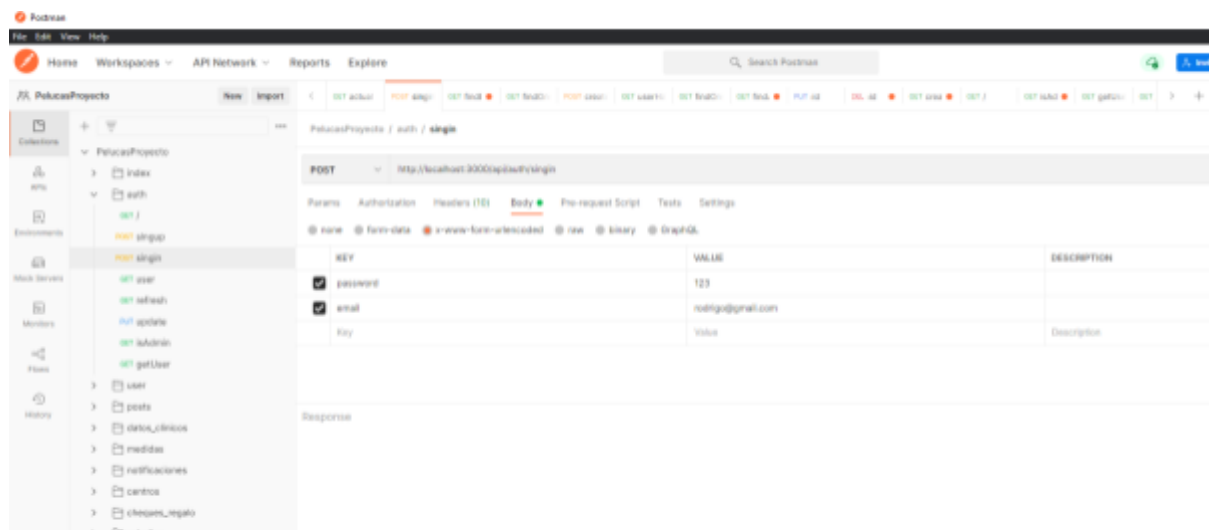 Postman
File Edit View Help
Home Workspaces API Network Reports Explore Search Postman
PelucasProyecto New Import
Collections
APIs
Environments
Mock Servers
Monitors
Flows
History
PelucasProyecto
index
auth
GET /
POST singup
POST singin
GET user
GET refresh
PUT update
GET isAdmin
GET getUser
user
posts
datos_clinicos
medidas
notificaciones
centros
cheques_regalo
PelucasProyecto / auth / singin
POST http://localhost:3000/api/auth/singin
Params Authorization Headers (10) Body Pre-request Script Tests Settings
none form-data x-www-form-urlencoded raw binary GraphQL
KEY VALUE DESCRIPTION
password 123
email rodrigo@gmail.com
Key Value Description
Response